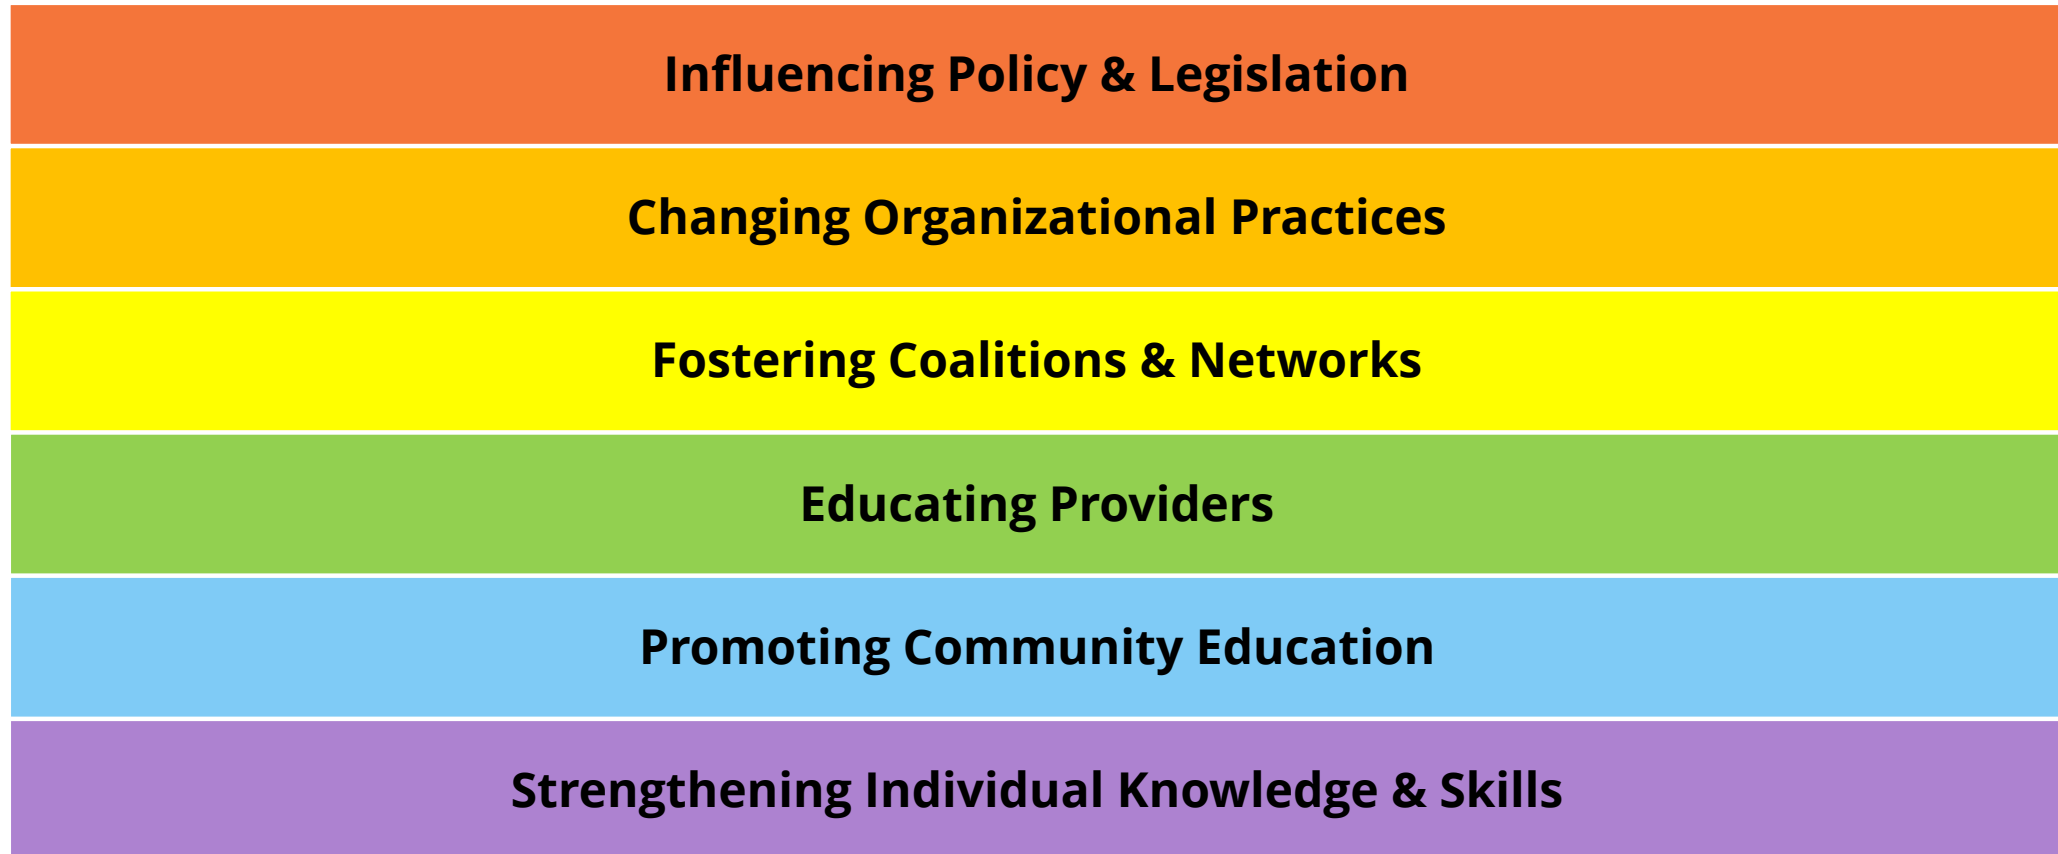 Influencing Policy & Legislation
Changing Organizational Practices
Fostering Coalitions & Networks
Educating Providers
Promoting Community Education
Strengthening Individual Knowledge & Skills